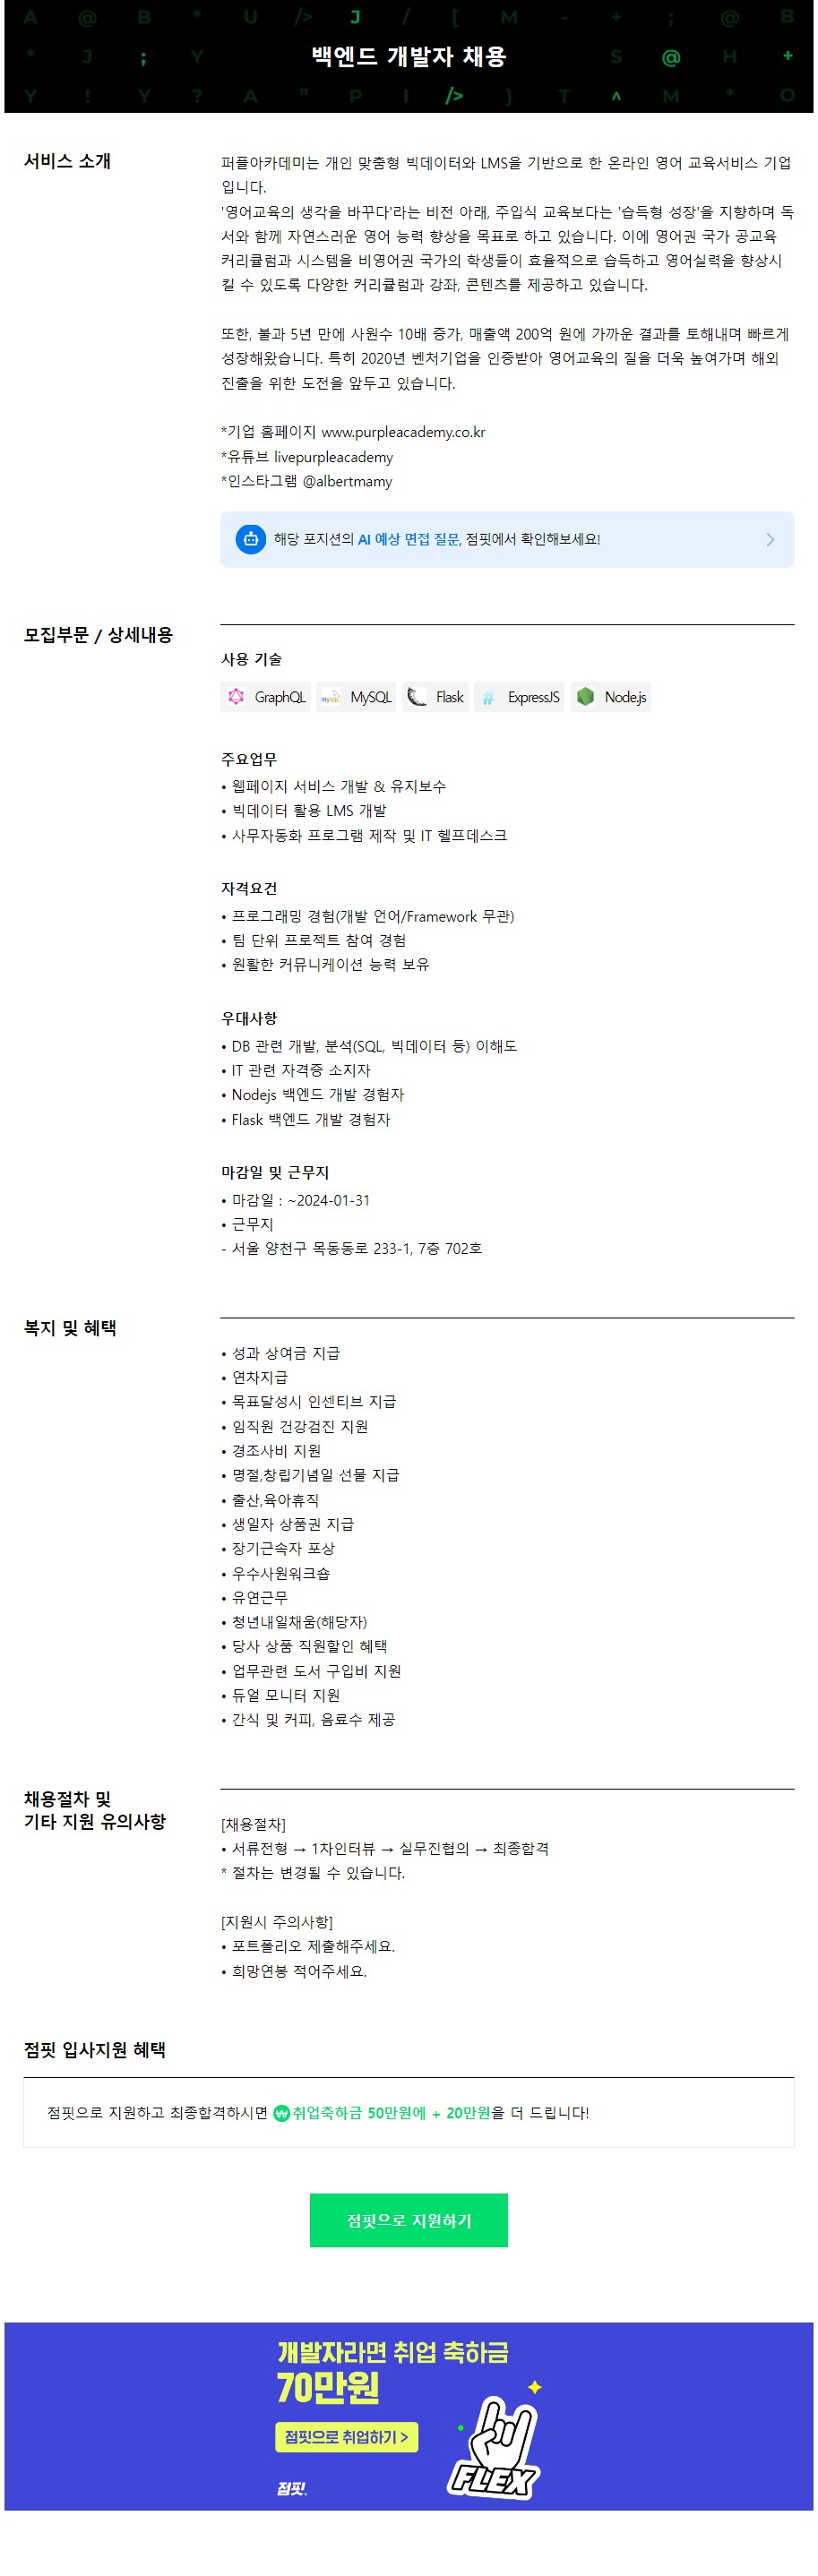 A @ B * U /> J / [ M - + ; @ B
* J ; Y 백엔드 개발자 채용 S @ H +
Y ! Y ? A " P I /> } T ^ M * O
서비스 소개
퍼플아카데미는 개인 맞춤형 빅데이터와 LMS을 기반으로 한 온라인 영어 교육서비스 기업
입니다.
'영어교육의 생각을 바꾸다'라는 비전 아래, 주입식 교육보다는 '습득형 성장'을 지향하며 독
서와 함께 자연스러운 영어 능력 향상을 목표로 하고 있습니다. 이에 영어권 국가 공교육
커리큘럼과 시스템을 비영어권 국가의 학생들이 효율적으로 습득하고 영어실력을 향상시
킬 수 있도록 다양한 커리큘럼과 강좌, 콘텐츠를 제공하고 있습니다.
또한, 불과 5년 만에 사원수 10배 증가, 매출액 200억 원에 가까운 결과를 토해내며 빠르게
성장해왔습니다. 특히 2020년 벤처기업을 인증받아 영어교육의 질을 더욱 높여가며 해외
진출을 위한 도전을 앞두고 있습니다.
*기업 홈페이지 www.purpleacademy.co.kr
*유튜브 livepurpleacademy
*인스타그램 @albertmamy
해당 포지션의 AI 예상 면접 질문, 점핏에서 확인해보세요!
모집부문 / 상세내용
사용 기술
GraphQL MySQL MySQL Flask # ExpressJS Node.js
주요업무
• 웹페이지 서비스 개발 & 유지보수
• 빅데이터 활용 LMS 개발
• 사무자동화 프로그램 제작 및 IT 헬프데스크
자격요건
• 프로그래밍 경험(개발 언어/Framework 무관)
• 팀 단위 프로젝트 참여 경험
• 원활한 커뮤니케이션 능력 보유
우대사항
• DB 관련 개발, 분석(SQL, 빅데이터 등) 이해도
• IT 관련 자격증 소지자
• Nodejs 백엔드 개발 경험자
• Flask 백엔드 개발 경험자
마감일 및 근무지
• 마감일 : ~2024-01-31
• 근무지
- 서울 양천구 목동동로 233-1, 7층 702호
복지 및 혜택
• 성과 상여금 지급
• 연차지급
• 목표달성시 인센티브 지급
• 임직원 건강검진 지원
• 경조사비 지원
• 명절,창립기념일 선물 지급
• 출산,육아휴직
• 생일자 상품권 지급
• 장기근속자 포상
• 우수사원워크숍
• 유연근무
• 청년내일채움(해당자)
• 당사 상품 직원할인 혜택
• 업무관련 도서 구입비 지원
• 듀얼 모니터 지원
• 간식 및 커피, 음료수 제공
채용절차 및
기타 지원 유의사항
[채용절차]
• 서류전형 → 1차인터뷰 → 실무진협의 → 최종합격
* 절차는 변경될 수 있습니다.
[지원시 주의사항]
• 포트폴리오 제출해주세요.
• 희망연봉 적어주세요.
점핏 입사지원 혜택
점핏으로 지원하고 최종합격하시면 ₩취업축하금 50만원에 + 20만원을 더 드립니다!
점핏으로 지원하기
개발자라면 취업 축하금
70만원
점핏으로 취업하기 >
FLEX
점핏.